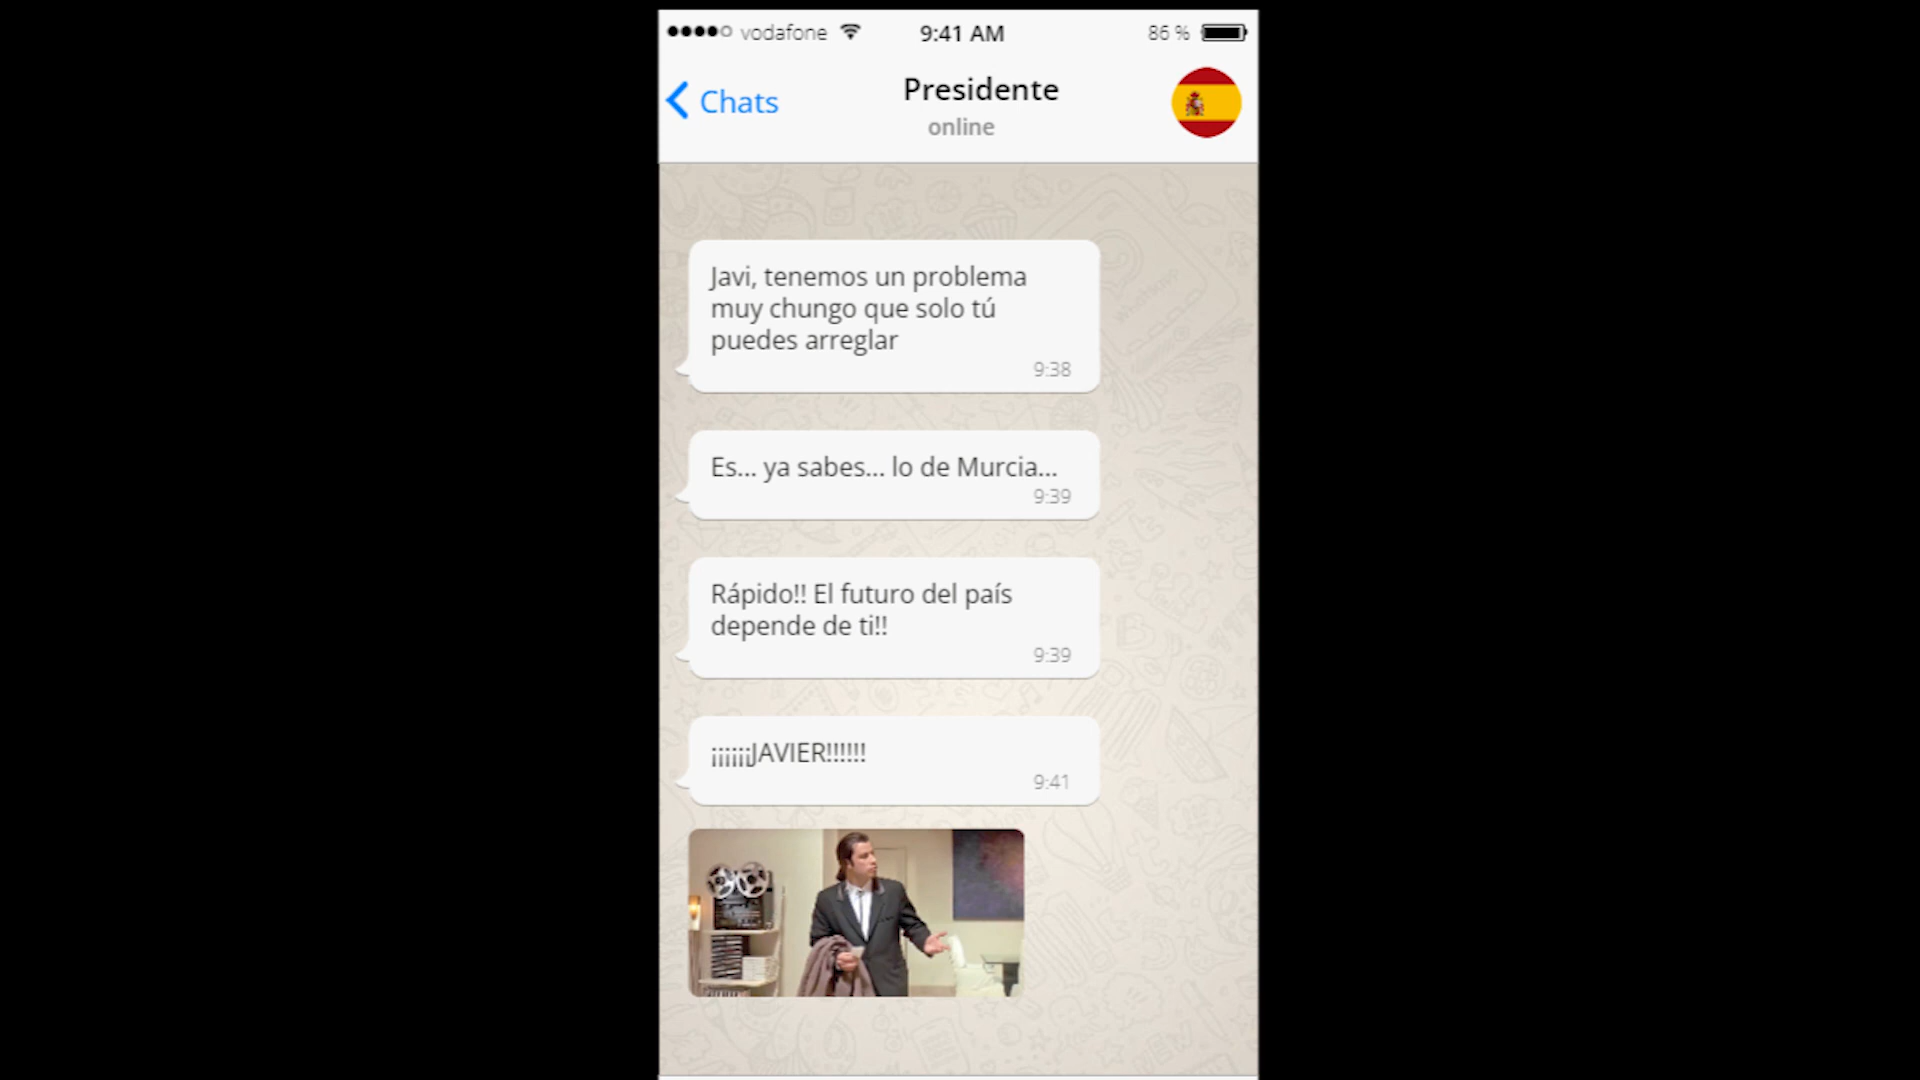 vodafone 9:41 AM 86 %
Chats
Presidente
online
Javi, tenemos un problema
muy chungo que solo tú
puedes arreglar
9:38
Es... ya sabes... lo de Murcia...
9:39
Rápido!! El futuro del país
depende de ti!!
9:39
¡¡¡¡¡¡JAVIER!!!!!!
9:41